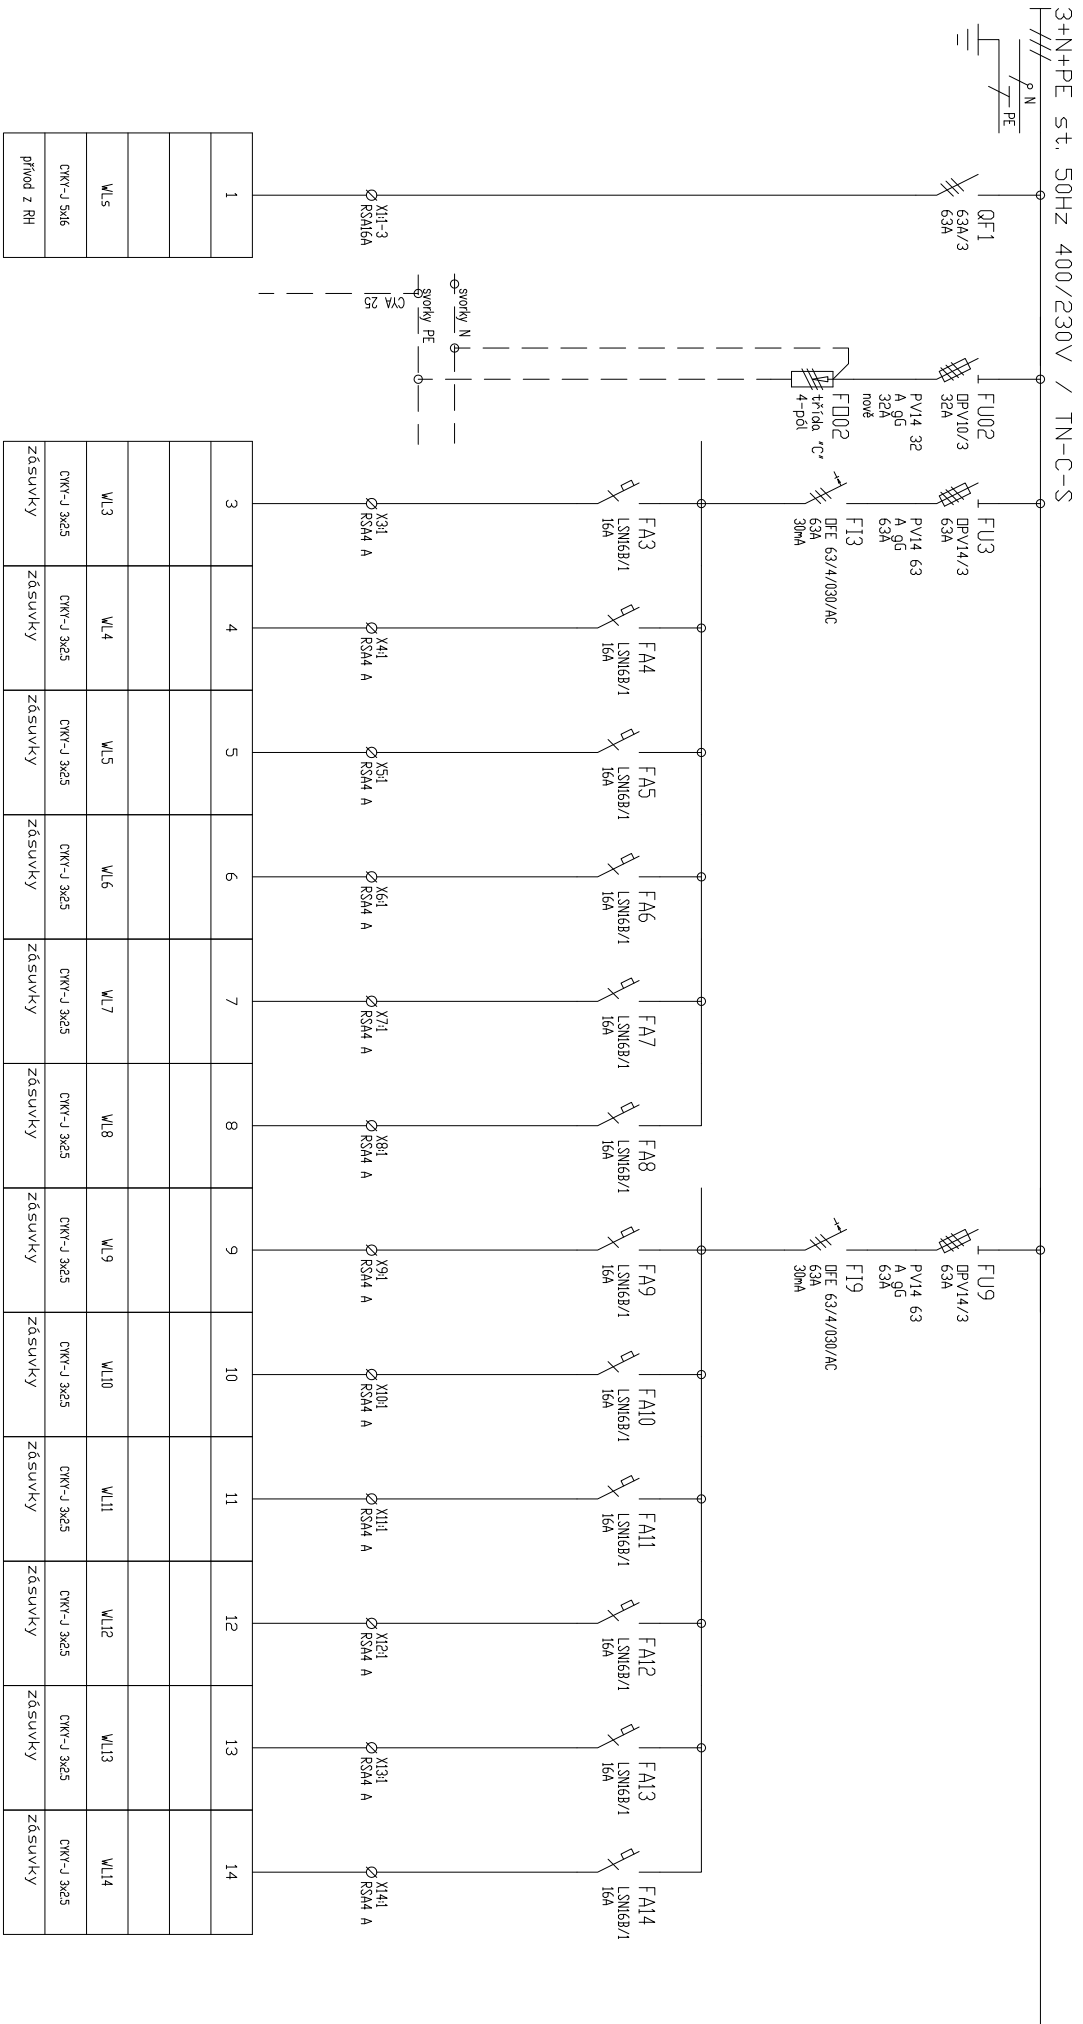 3+N+PE st. 50Hz 400/230V / TN-C-S
N
PE
QF1
63A/3
63A
FU02
OPV10/3
32A
PV14 32
A gG
32A
nově
FD02
třída "C"
4-pól
FU3
OPV14/3
63A
PV14 63
A gG
63A
FI3
OFE 63/4/030/AC
63A
30mA
FU9
OPV14/3
63A
PV14 63
A gG
63A
FI9
OFE 63/4/030/AC
63A
30mA
FA3
LSN16B/1
16A
FA4
LSN16B/1
16A
FA5
LSN16B/1
16A
FA6
LSN16B/1
16A
FA7
LSN16B/1
16A
FA8
LSN16B/1
16A
FA9
LSN16B/1
16A
FA10
LSN16B/1
16A
FA11
LSN16B/1
16A
FA12
LSN16B/1
16A
FA13
LSN16B/1
16A
FA14
LSN16B/1
16A
svorky N
svorky PE
CYA 25
X1:1-3
RSA16A
X3:1
RSA4 A
X4:1
RSA4 A
X5:1
RSA4 A
X6:1
RSA4 A
X7:1
RSA4 A
X8:1
RSA4 A
X9:1
RSA4 A
X10:1
RSA4 A
X11:1
RSA4 A
X12:1
RSA4 A
X13:1
RSA4 A
X14:1
RSA4 A
1 3 4 5 6 7 8 9 10 11 12 13 14
WLs WL3 WL4 WL5 WL6 WL7 WL8 WL9 WL10 WL11 WL12 WL13 WL14
CYKY-J 5x16 CYKY-J 3x2.5 CYKY-J 3x2.5 CYKY-J 3x2.5 CYKY-J 3x2.5 CYKY-J 3x2.5 CYKY-J 3x2.5 CYKY-J 3x2.5 CYKY-J 3x2.5 CYKY-J 3x2.5 CYKY-J 3x2.5 CYKY-J 3x2.5 CYKY-J 3x2.5
přívod z RH zásuvky zásuvky zásuvky zásuvky zásuvky zásuvky zásuvky zásuvky zásuvky zásuvky zásuvky zásuvky